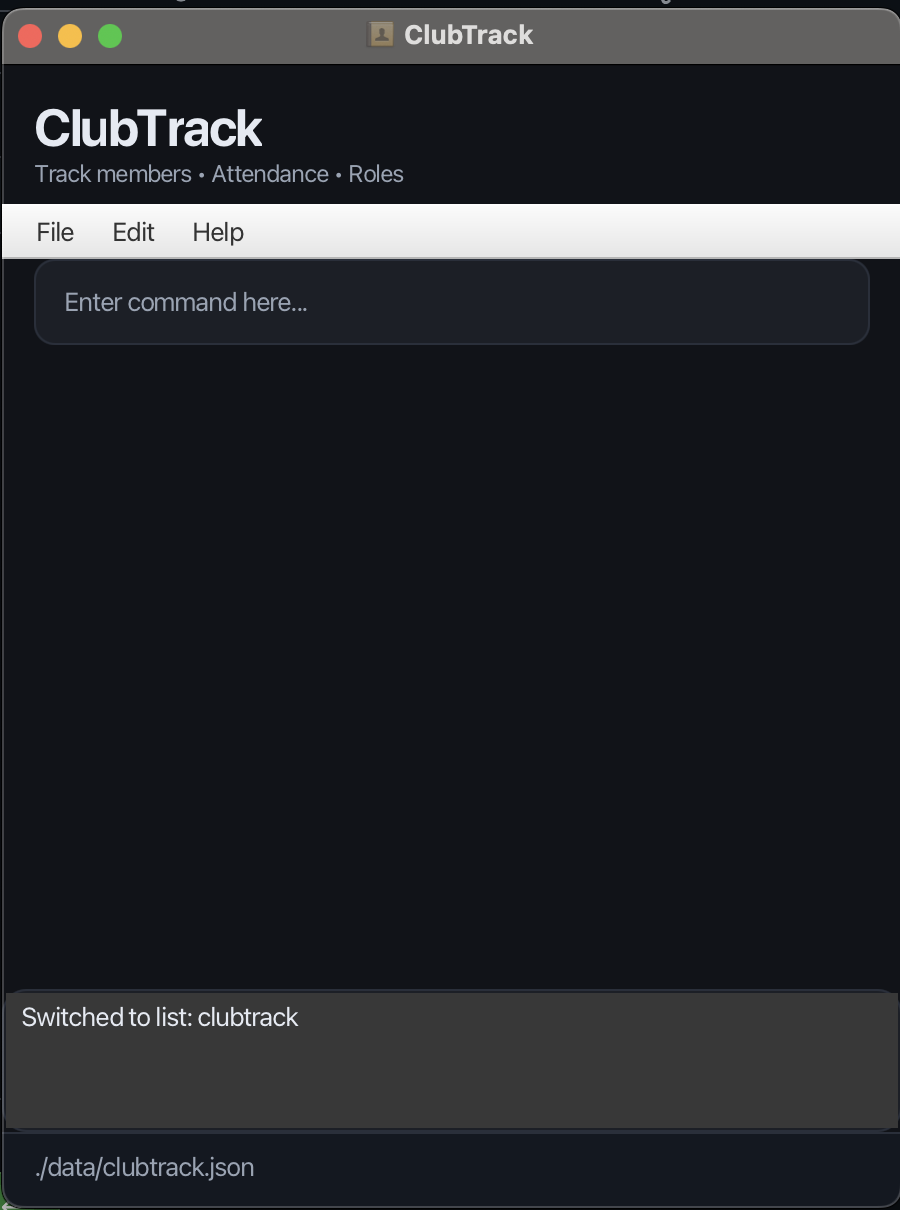 ClubTrack
ClubTrack
Track members • Attendance • Roles
File Edit Help
Enter command here...
Switched to list: clubtrack
./data/clubtrack.json